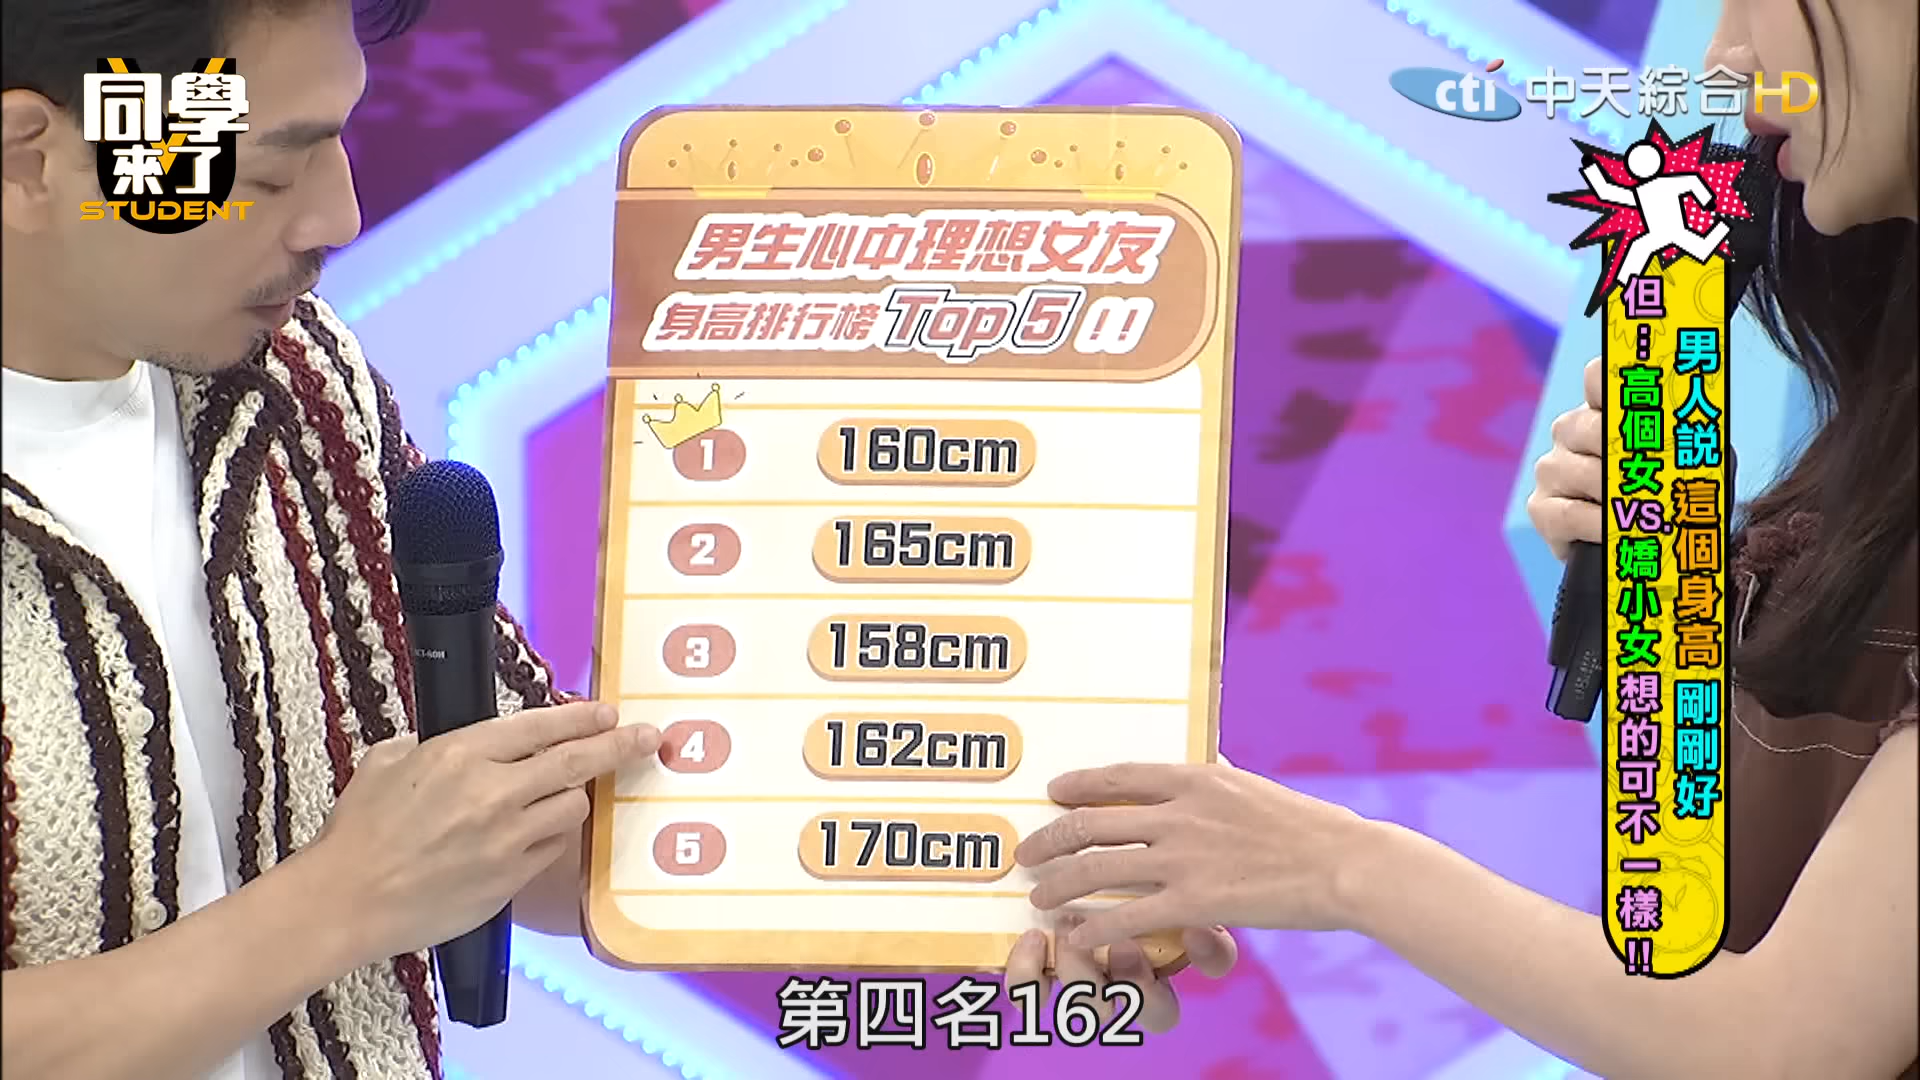 同學
來了
STUDENT
cti 中天綜合HD
男生心中理想女友
身高排行榜Top5!!
1 160cm
2 165cm
3 158cm
4 162cm
5 170cm
男人說 這個身高 剛剛好
但…高個女VS.嬌小女想的可不一樣!!
第四名162